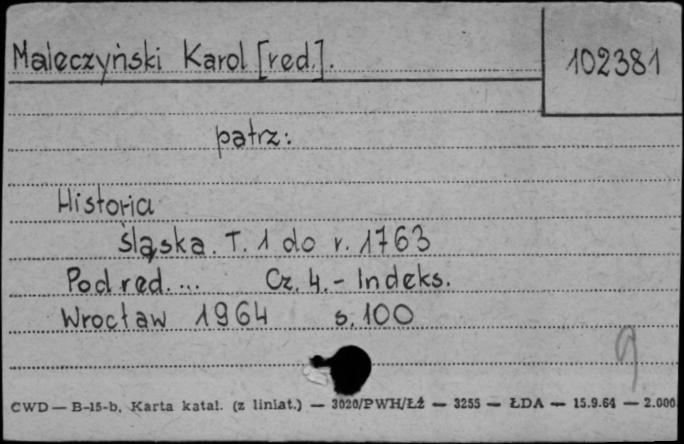 Maleczyński Karol [red.].
102381
patrz:
Historia
śląska. T. 1 do r. 1763
Pod red. ... Cz. 4. - Indeks.
Wrocław 1964 s. 100
g
CWD — B-15-b, Karta katal. (z liniat.) — 3020/PWH/ŁŻ — 3255 — ŁDA — 15.9.64 — 2.000